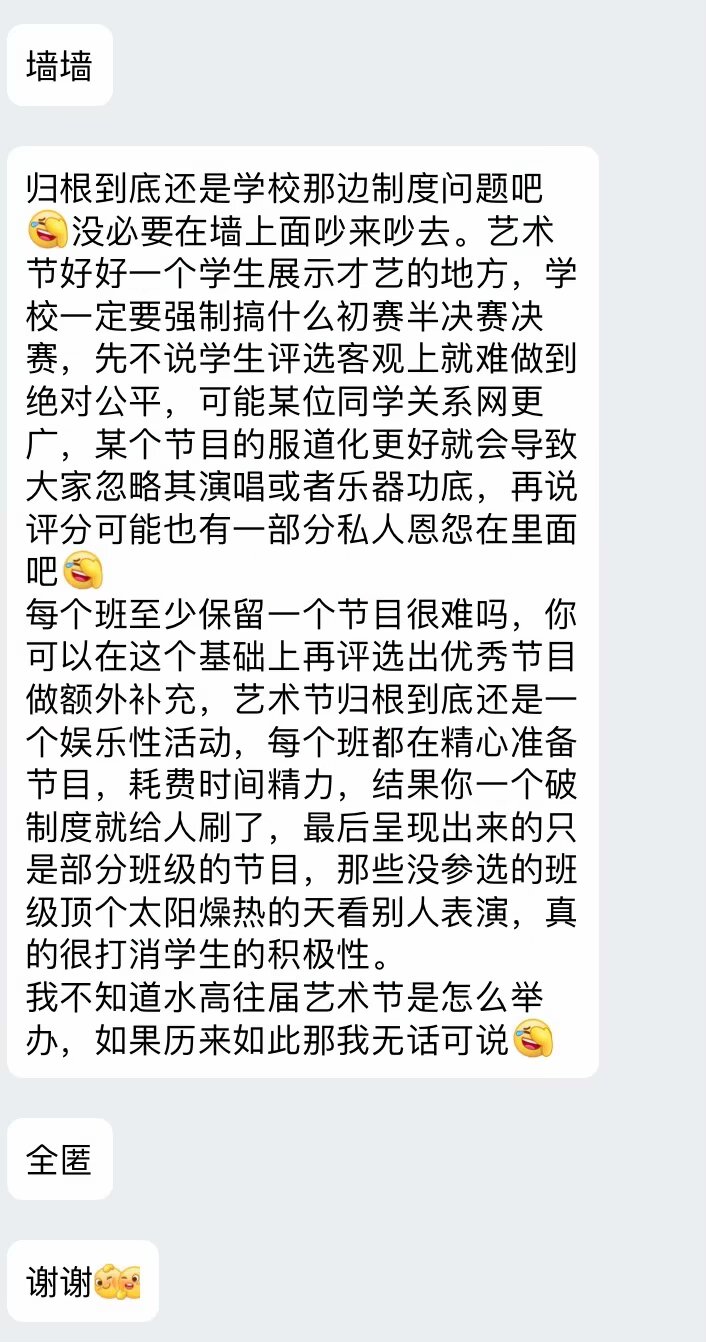 墙墙
归根到底还是学校那边制度问题吧
没必要在墙上面吵来吵去。艺术
节好好一个学生展示才艺的地方，学
校一定要强制搞什么初赛半决赛决
赛，先不说学生评选客观上就难做到
绝对公平，可能某位同学关系网更
广，某个节目的服道化更好就会导致
大家忽略其演唱或者乐器功底，再说
评分可能也有一部分私人恩怨在里面
吧
每个班至少保留一个节目很难吗，你
可以在这个基础上再评选出优秀节目
做额外补充，艺术节归根到底还是一
个娱乐性活动，每个班都在精心准备
节目，耗费时间精力，结果你一个破
制度就给人刷了，最后呈现出来的只
是部分班级的节目，那些没参选的班
级顶个太阳燥热的天看别人表演，真
的很打消学生的积极性。
我不知道水高往届艺术节是怎么举
办，如果历来如此那我无话可说
全匿
谢谢